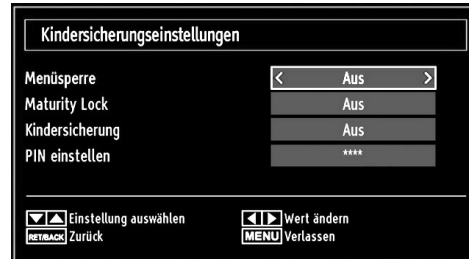 Kindersicherungseinstellungen
Menüsperre < Aus >
Maturity Lock Aus
Kindersicherung Aus
PIN einstellen ****
Einstellung auswählen Wert ändern
RET/BACK Zurück MENU Verlassen